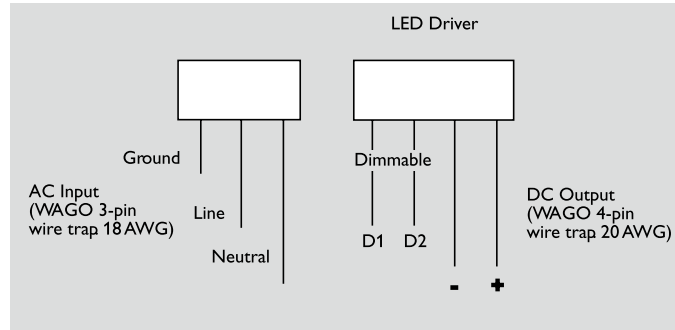 LED Driver
Ground
Dimmable
AC Input
(WAGO 3-pin
wire trap 18 AWG)
Line
DC Output
(WAGO 4-pin
wire trap 20 AWG)
D1 D2
Neutral
- +